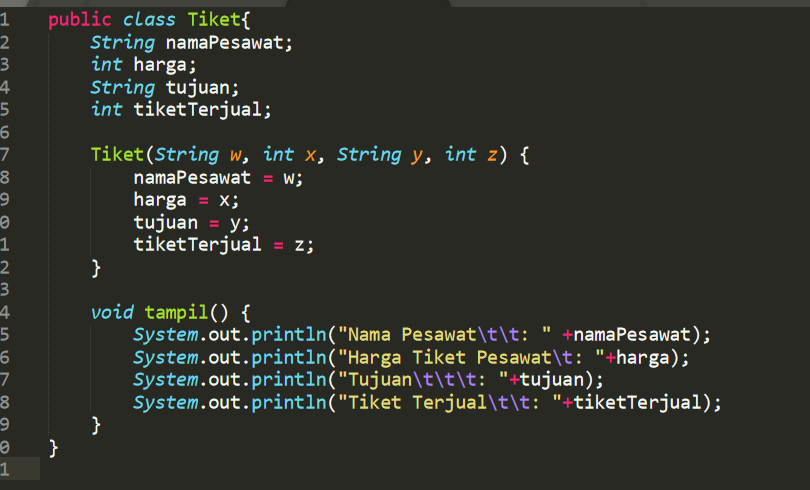 1 public class Tiket{
2 String namaPesawat;
3 int harga;
4 String tujuan;
5 int tiketTerjual;
6
7 Tiket(String w, int x, String y, int z) {
8 namaPesawat = w;
9 harga = x;
0 tujuan = y;
1 tiketTerjual = z;
2 }
3
4 void tampil() {
5 System.out.println("Nama Pesawat\t\t: " +namaPesawat);
6 System.out.println("Harga Tiket Pesawat\t: "+harga);
7 System.out.println("Tujuan\t\t\t: "+tujuan);
8 System.out.println("Tiket Terjual\t\t: "+tiketTerjual);
9 }
0 }
1